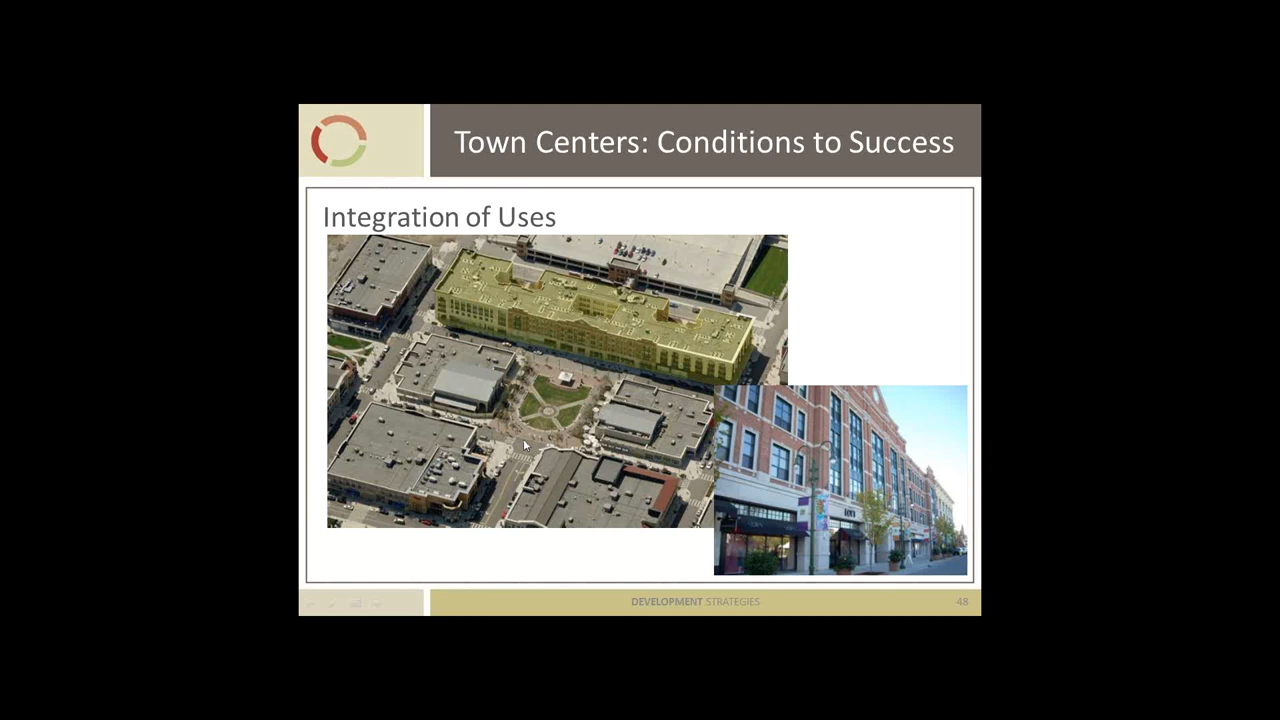 Town Centers: Conditions to Success
Integration of Uses
DEVELOPMENT STRATEGIES
48